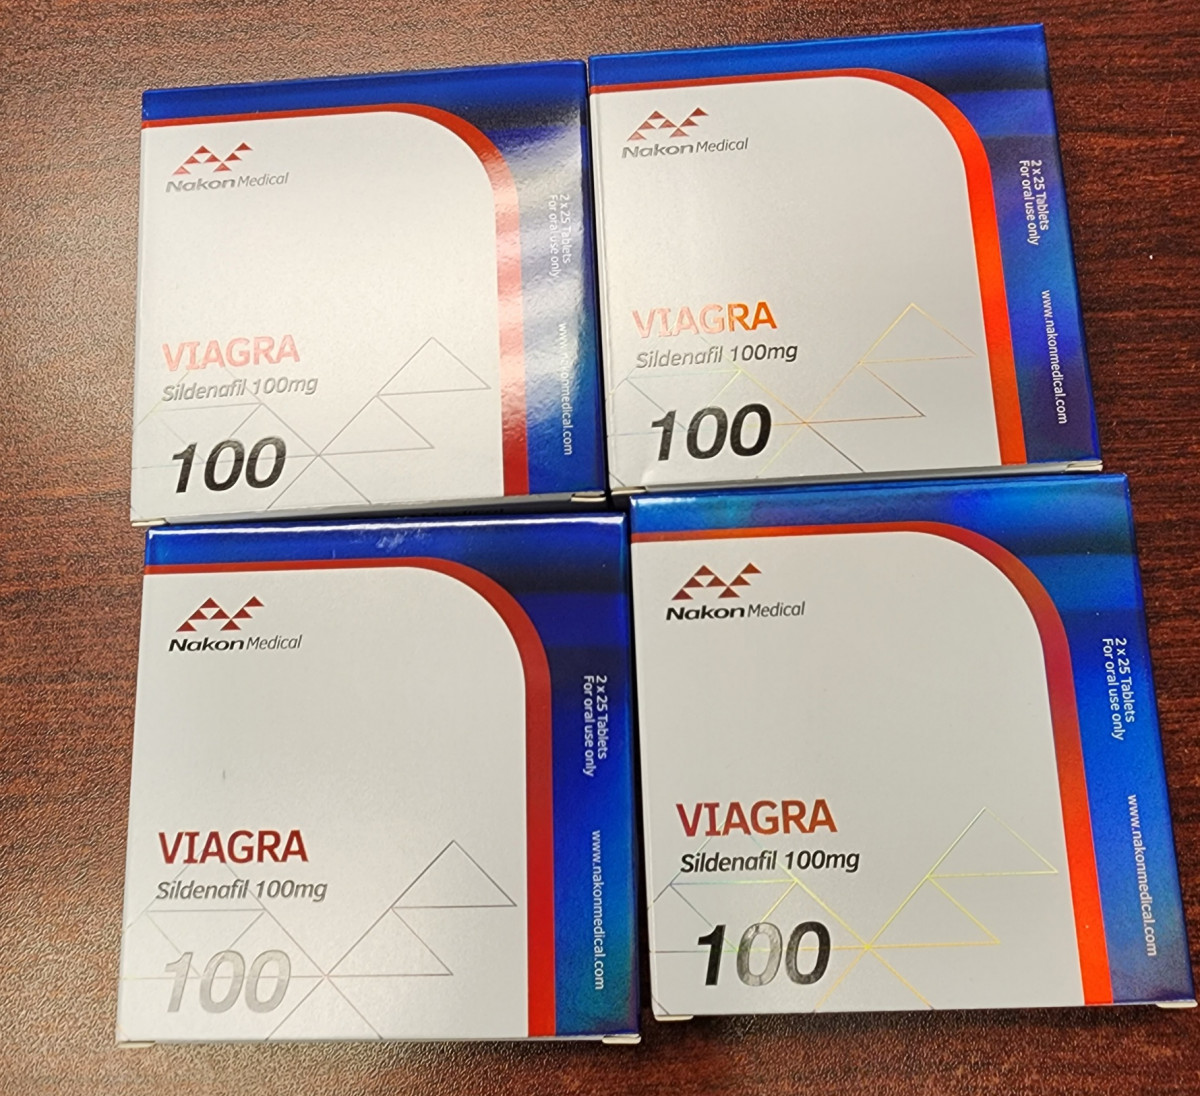 Nakon Medical
VIAGRA
Sildenafil 100mg
100
2 x 25 Tablets
For oral use only
www.nakonmedical.com
Nakon Medical
VIAGRA
Sildenafil 100mg
100
2 x 25 Tablets
For oral use only
www.nakonmedical.com
Nakon Medical
VIAGRA
Sildenafil 100mg
100
2 x 25 Tablets
For oral use only
www.nakonmedical.com
Nakon Medical
VIAGRA
Sildenafil 100mg
100
2 x 25 Tablets
For oral use only
www.nakonmedical.com